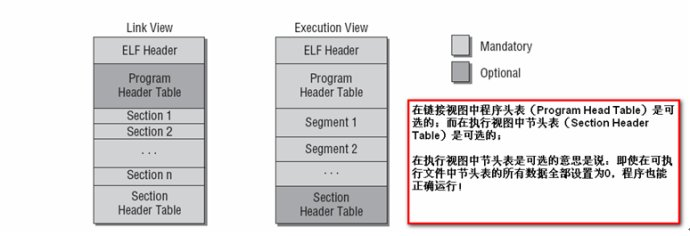 Link View
ELF Header
Program
Header Table
Section 1
Section 2
. . .
Section n
Section
Header Table
Execution View
ELF Header
Program
Header Table
Segment 1
Segment 2
. . .
Section
Header Table
Mandatory
Optional
在链接视图中程序头表（Program Head Table）是可
选的；而在执行视图中节头表（Section Header
Table）是可选的；
在执行视图中节头表是可选的意思是说：即使在可执
行文件中节头表的所有数据全部设置为0，程序也能
正确运行！